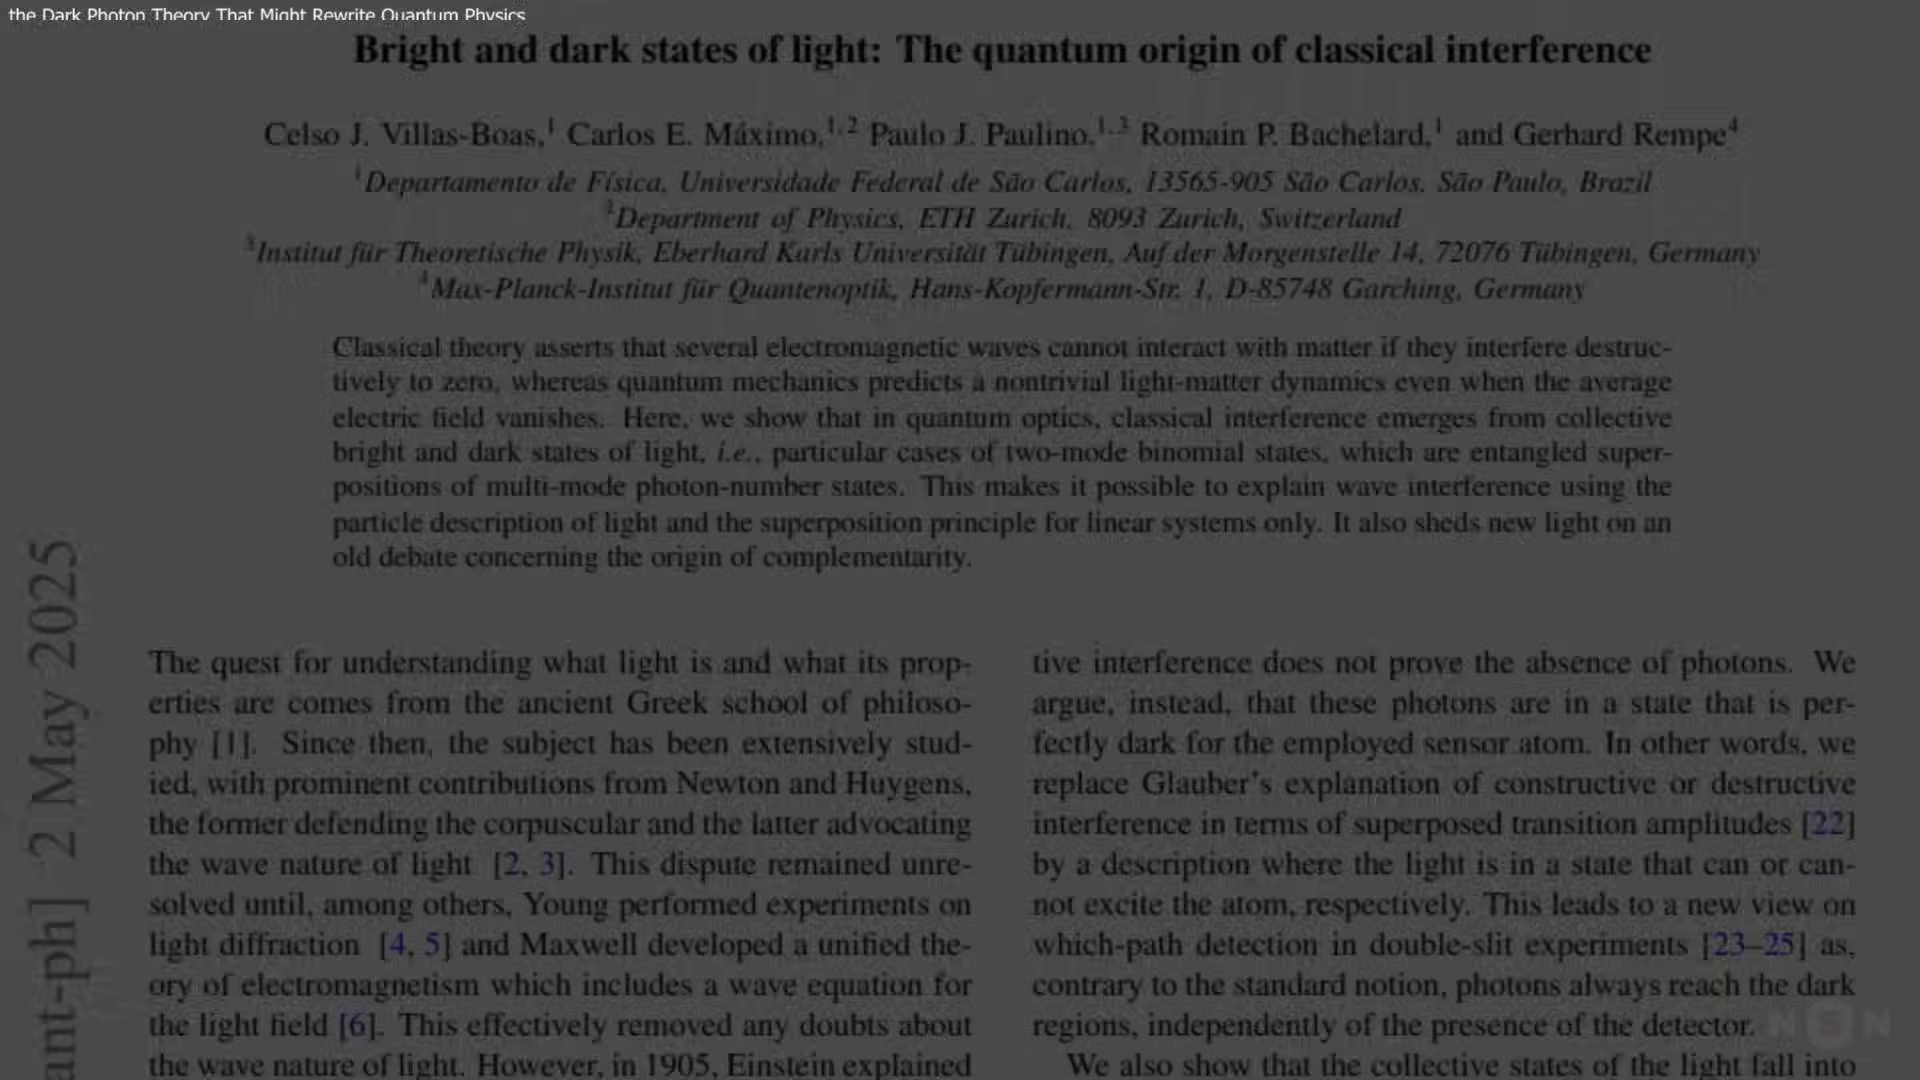 the Dark Photon Theory That Might Rewrite Quantum Physics
Bright and dark states of light: The quantum origin of classical interference
Celso J. Villas-Boas,1 Carlos E. Máximo,1,2 Paulo J. Paulino,1,3 Romain P. Bachelard,1 and Gerhard Rempe4
1Departamento de Física, Universidade Federal de São Carlos, 13565-905 São Carlos, São Paulo, Brazil
2Department of Physics, ETH Zurich, 8093 Zurich, Switzerland
3Institut für Theoretische Physik, Eberhard Karls Universität Tübingen, Auf der Morgenstelle 14, 72076 Tübingen, Germany
4Max-Planck-Institut für Quantenoptik, Hans-Kopfermann-Str. 1, D-85748 Garching, Germany
Classical theory asserts that several electromagnetic waves cannot interact with matter if they interfere destruc-
tively to zero, whereas quantum mechanics predicts a nontrivial light-matter dynamics even when the average
electric field vanishes. Here, we show that in quantum optics, classical interference emerges from collective
bright and dark states of light, i.e., particular cases of two-mode binomial states, which are entangled super-
positions of multi-mode photon-number states. This makes it possible to explain wave interference using the
particle description of light and the superposition principle for linear systems only. It also sheds new light on an
old debate concerning the origin of complementarity.
ant-ph] 2 May 2025
The quest for understanding what light is and what its prop-
erties are comes from the ancient Greek school of philoso-
phy [1]. Since then, the subject has been extensively stud-
ied, with prominent contributions from Newton and Huygens,
the former defending the corpuscular and the latter advocating
the wave nature of light [2, 3]. This dispute remained unre-
solved until, among others, Young performed experiments on
light diffraction [4, 5] and Maxwell developed a unified the-
ory of electromagnetism which includes a wave equation for
the light field [6]. This effectively removed any doubts about
the wave nature of light. However, in 1905, Einstein explained
tive interference does not prove the absence of photons. We
argue, instead, that these photons are in a state that is per-
fectly dark for the employed sensor atom. In other words, we
replace Glauber's explanation of constructive or destructive
interference in terms of superposed transition amplitudes [22]
by a description where the light is in a state that can or can-
not excite the atom, respectively. This leads to a new view on
which-path detection in double-slit experiments [23–25] as,
contrary to the standard notion, photons always reach the dark
regions, independently of the presence of the detector.
We also show that the collective states of the light fall into